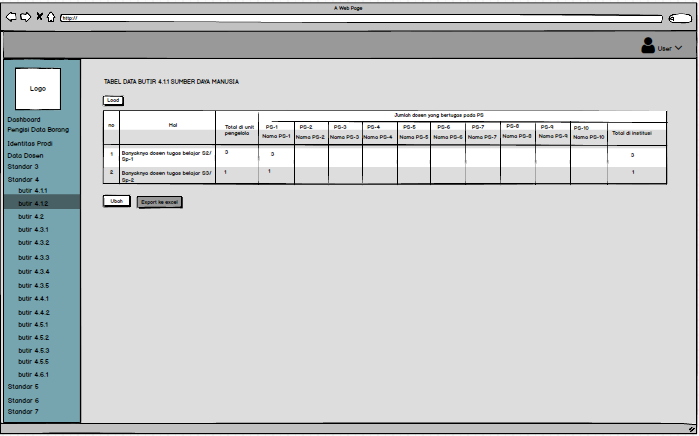 A Web Page
http://
User
Logo
Dashboard
Pengisi Data Borang
Identitas Prodi
Data Dosen
Standar 3
Standar 4
butir 4.1.1
butir 4.1.2
butir 4.2
butir 4.3.1
butir 4.3.2
butir 4.3.3
butir 4.3.4
butir 4.3.5
butir 4.4.1
butir 4.4.2
butir 4.5.1
butir 4.5.2
butir 4.5.3
butir 4.5.5
butir 4.6.1
Standar 5
Standar 6
Standar 7
TABEL DATA BUTIR 4.1.1 SUMBER DAYA MANUSIA
Load
Jumlah dosen yang bertugas pada PS
no Hal Total di unit pengelola PS-1 PS-2 PS-3 PS-4 PS-5 PS-6 PS-7 PS-8 PS-9 PS-10 Total di institusi
Nama PS-1 Nama PS-2 Nama PS-3 Nama PS-4 Nama PS-5 Nama PS-6 Nama PS-7 Nama PS-8 Nama PS-9 Nama PS-10
1 Banyaknya dosen tugas belajar S2/ 3 3 3
Sp-1
2 Banyaknya dosen tugas belajar S3/ 1 1 1
Sp-2
Ubah Export ke excel